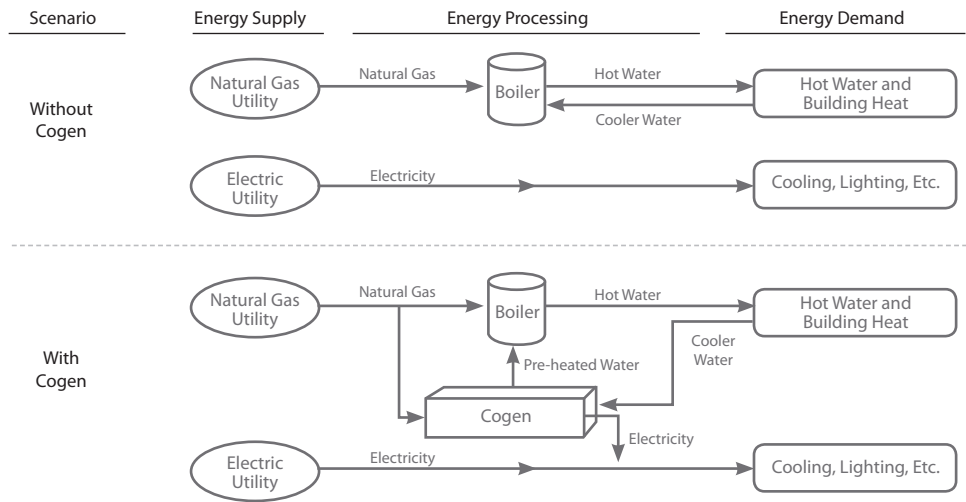 Scenario
Energy Supply
Energy Processing
Energy Demand
Without
Cogen
Natural Gas
Utility
Natural Gas
Boiler
Hot Water
Cooler Water
Hot Water and
Building Heat
Electric
Utility
Electricity
Cooling, Lighting, Etc.
With
Cogen
Natural Gas
Utility
Natural Gas
Boiler
Hot Water
Hot Water and
Building Heat
Cooler
Water
Pre-heated Water
Cogen
Electricity
Electric
Utility
Electricity
Cooling, Lighting, Etc.